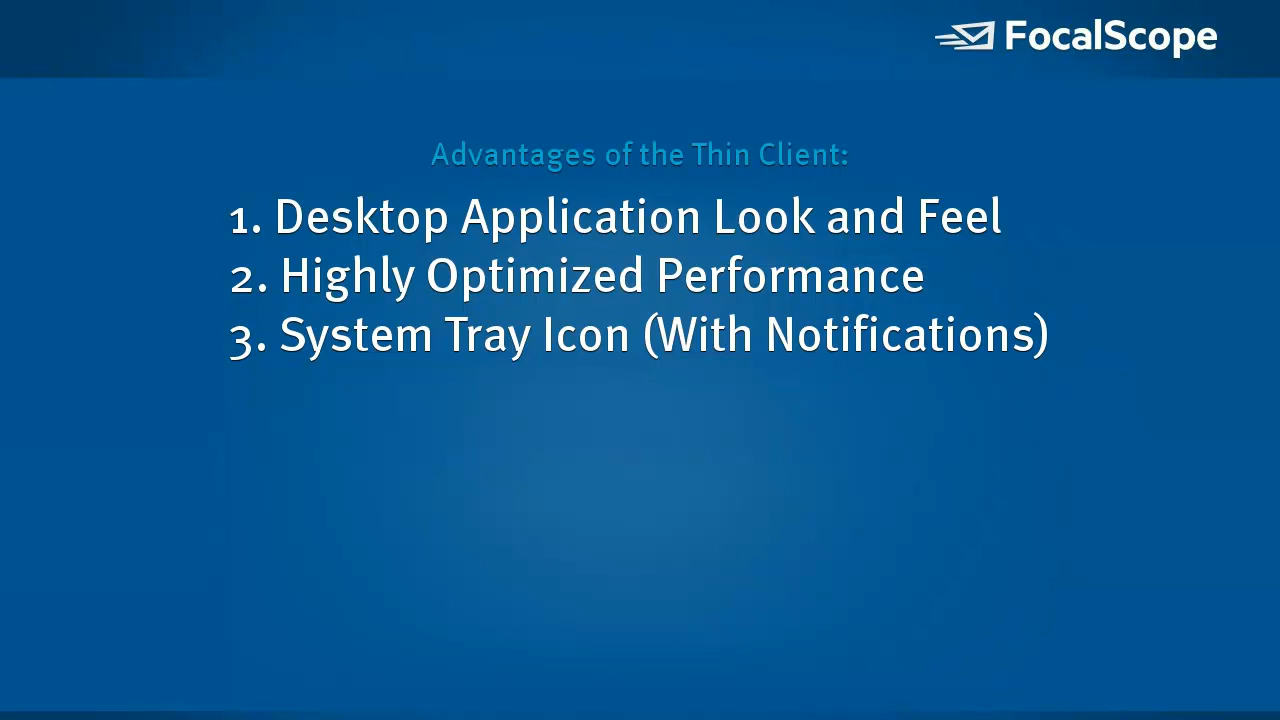 FocalScope
Advantages of the Thin Client:
1. Desktop Application Look and Feel
2. Highly Optimized Performance
3. System Tray Icon (With Notifications)